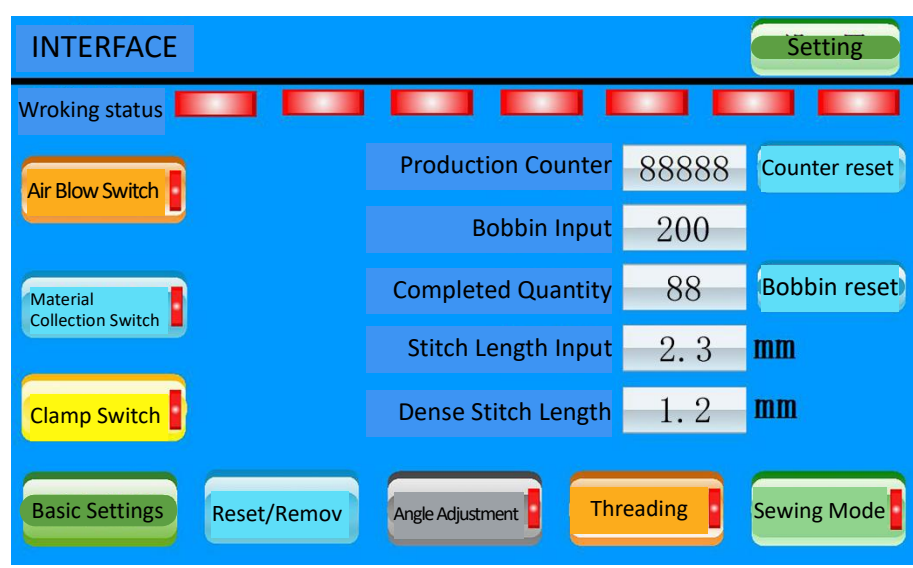 INTERFACE
Setting
Wroking status
Air Blow Switch
Production Counter 88888 Counter reset
Bobbin Input 200
Material
Collection Switch
Completed Quantity 88 Bobbin reset
Stitch Length Input 2.3 mm
Clamp Switch
Dense Stitch Length 1.2 mm
Basic Settings
Reset/Remov
Angle Adjustment
Threading
Sewing Mode